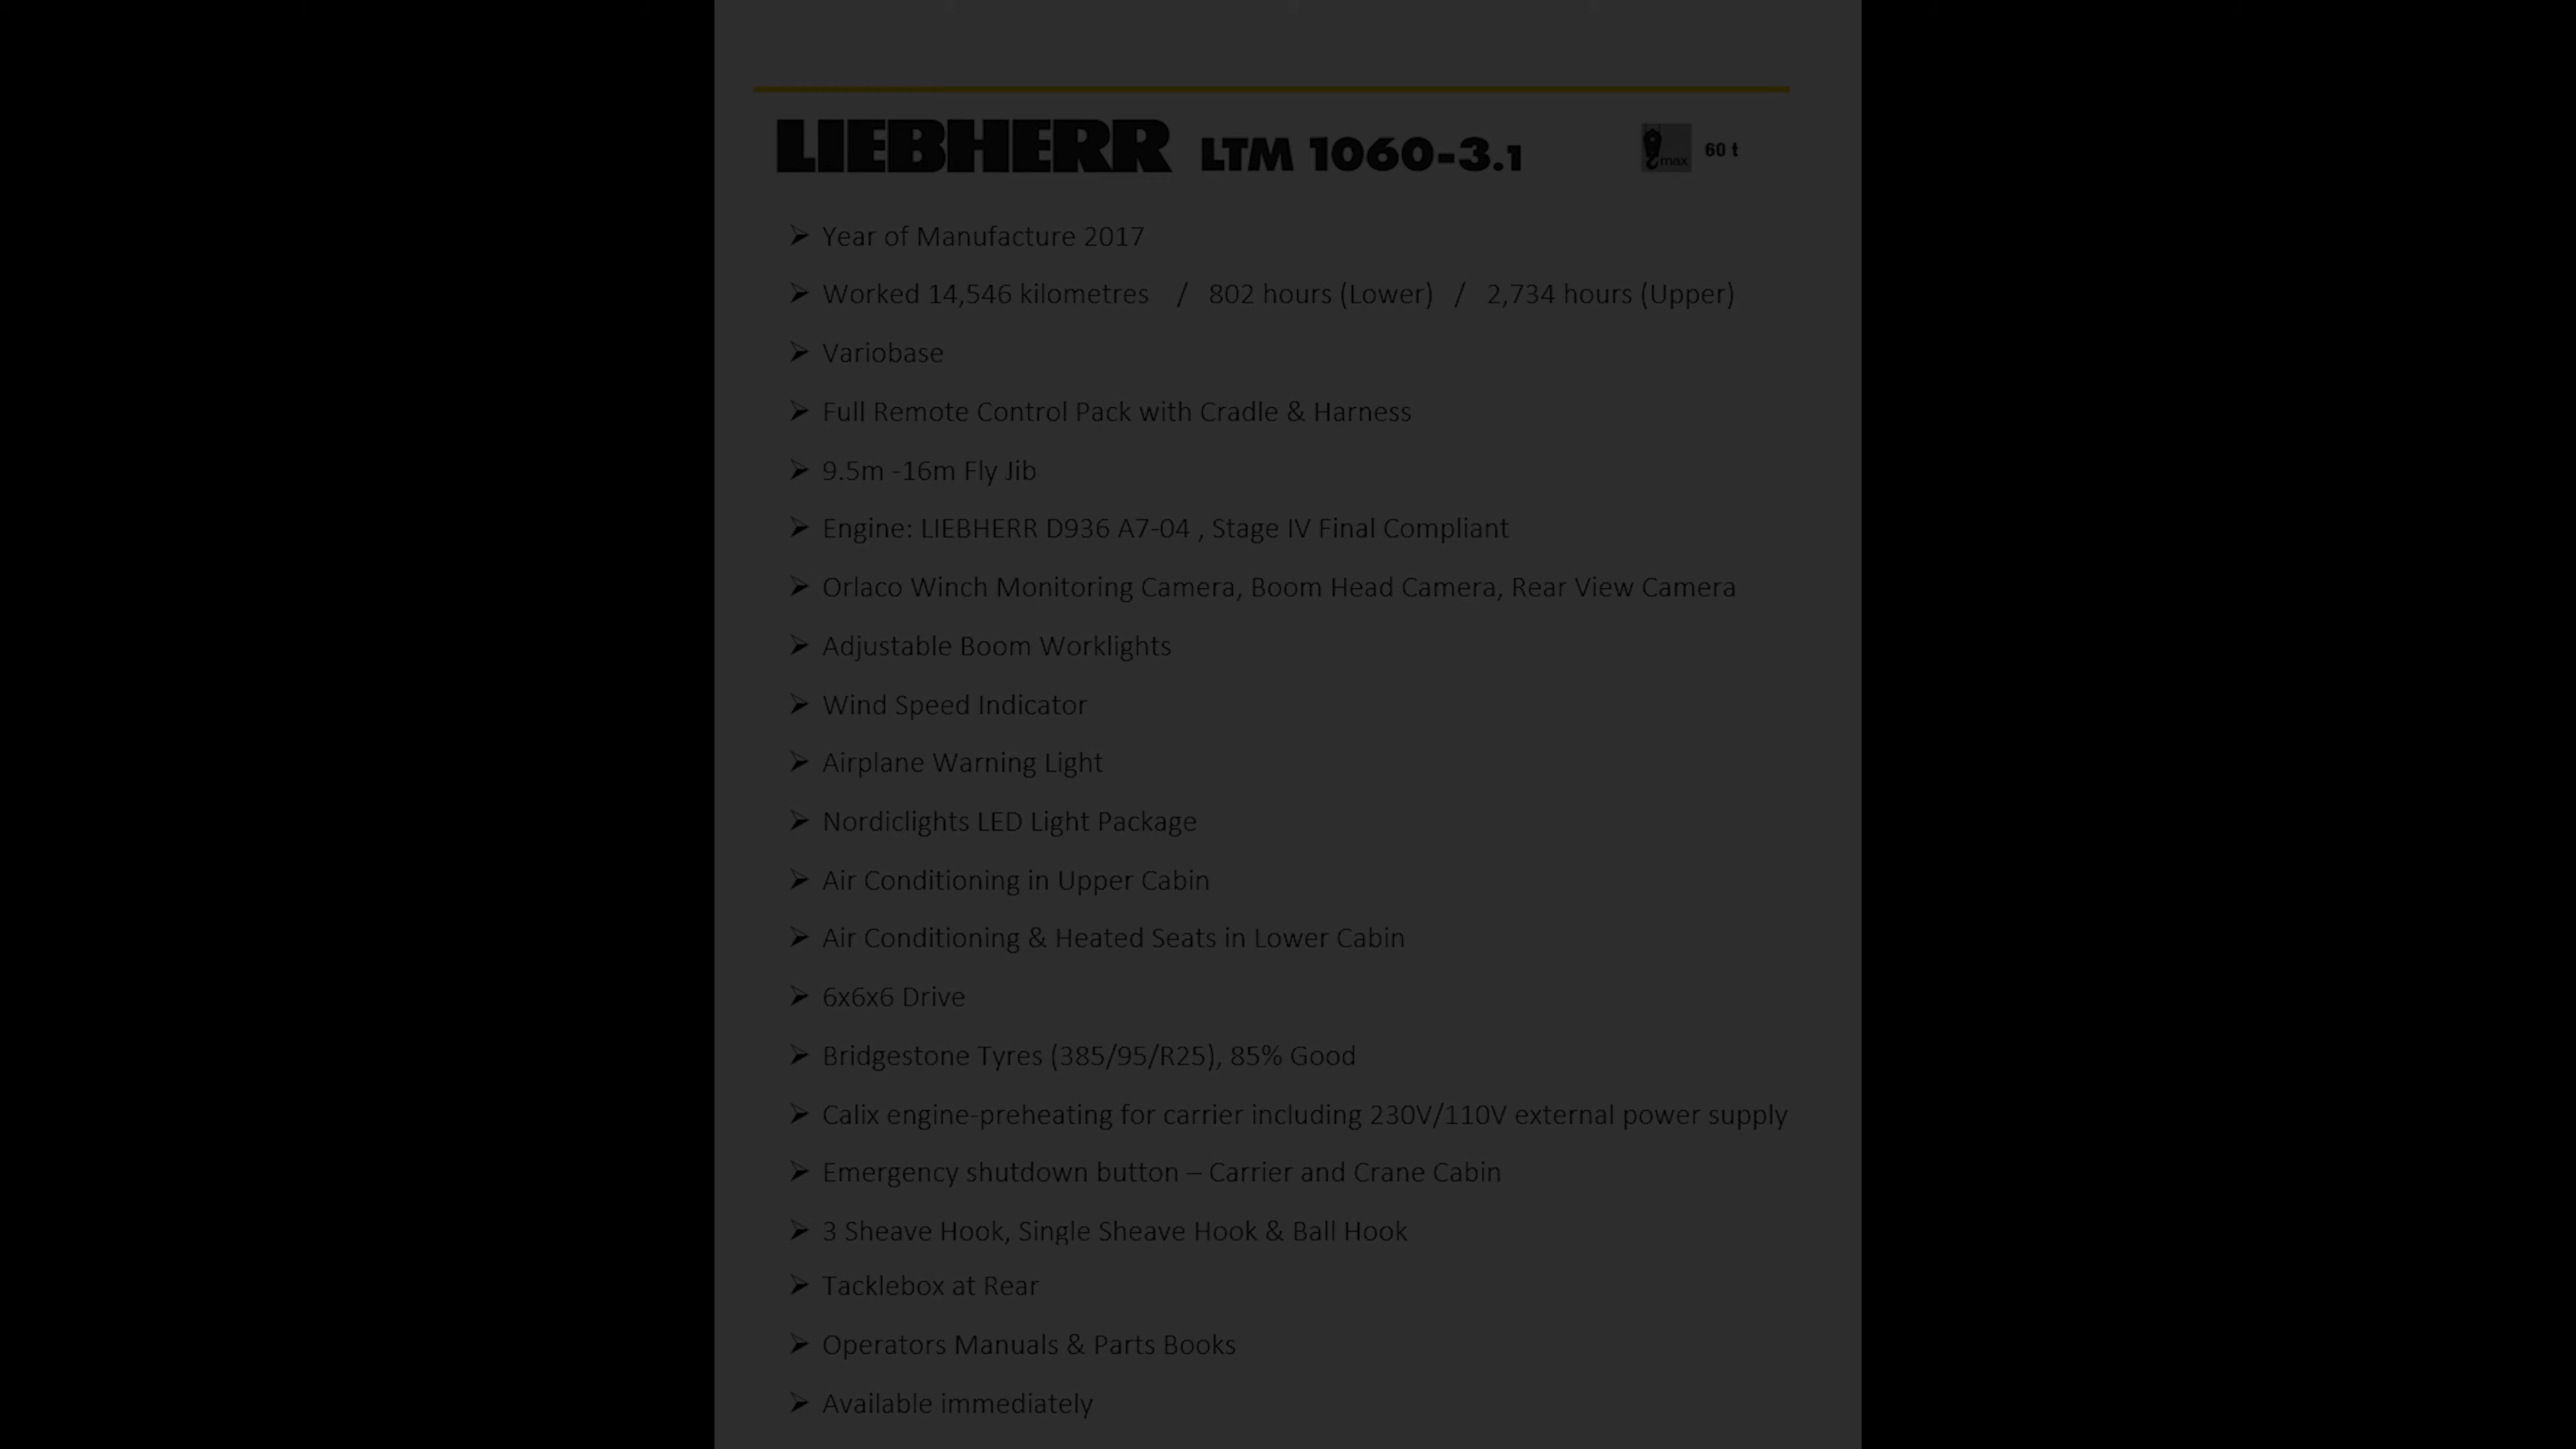 LIEBHERR LTM 1060-3.1 max 60 t
Year of Manufacture 2017
Worked 14,546 kilometres / 802 hours (Lower) / 2,734 hours (Upper)
Variobase
Full Remote Control Pack with Cradle & Harness
9.5m -16m Fly Jib
Engine: LIEBHERR D936 A7-04 , Stage IV Final Compliant
Orlaco Winch Monitoring Camera, Boom Head Camera, Rear View Camera
Adjustable Boom Worklights
Wind Speed Indicator
Airplane Warning Light
Nordiclights LED Light Package
Air Conditioning in Upper Cabin
Air Conditioning & Heated Seats in Lower Cabin
6x6x6 Drive
Bridgestone Tyres (385/95/R25), 85% Good
Calix engine-preheating for carrier including 230V/110V external power supply
Emergency shutdown button – Carrier and Crane Cabin
3 Sheave Hook, Single Sheave Hook & Ball Hook
Tacklebox at Rear
Operators Manuals & Parts Books
Available immediately